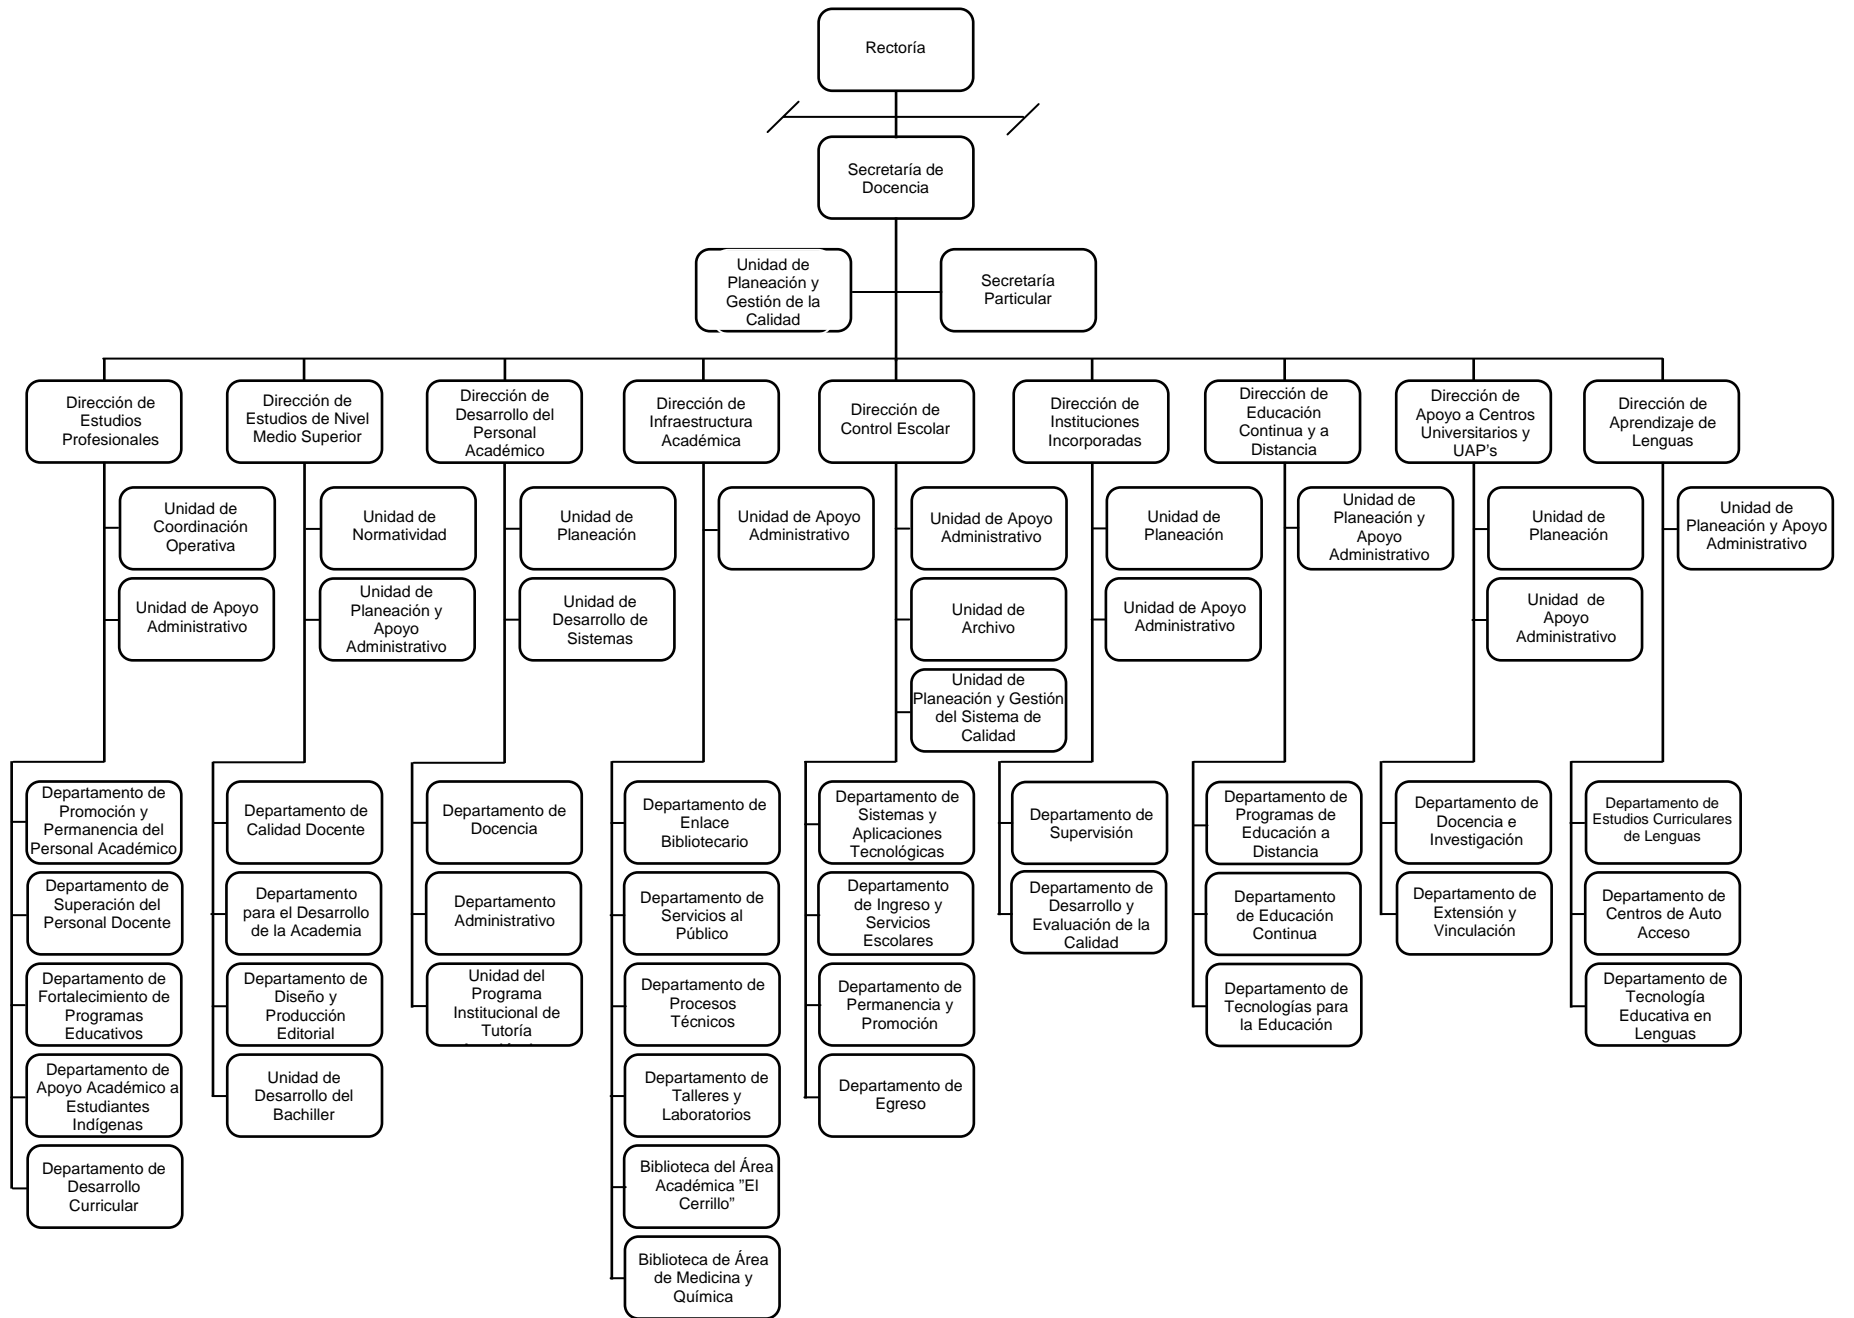 Rectoría
Secretaría de
Docencia
Unidad de
Planeación y
Gestión de la
Calidad
Secretaría
Particular
Dirección de
Estudios
Profesionales
Dirección de
Estudios de Nivel
Medio Superior
Dirección de
Desarrollo del
Personal
Académico
Dirección de
Infraestructura
Académica
Dirección de
Control Escolar
Dirección de
Instituciones
Incorporadas
Dirección de
Educación
Continua y a
Distancia
Dirección de
Apoyo a Centros
Universitarios y
UAP's
Dirección de
Aprendizaje de
Lenguas
Unidad de
Coordinación
Operativa
Unidad de
Normatividad
Unidad de
Planeación
Unidad de Apoyo
Administrativo
Unidad de Apoyo
Administrativo
Unidad de
Planeación
Unidad de
Planeación y
Apoyo
Administrativo
Unidad de
Planeación
Unidad de
Planeación y Apoyo
Administrativo
Unidad de Apoyo
Administrativo
Unidad de
Planeación y
Apoyo
Administrativo
Unidad de
Desarrollo de
Sistemas
Unidad de
Archivo
Unidad de Apoyo
Administrativo
Unidad de
Apoyo
Administrativo
Unidad de
Planeación y Gestión
del Sistema de
Calidad
Departamento de
Promoción y
Permanencia del
Personal Académico
Departamento de
Calidad Docente
Departamento de
Docencia
Departamento de
Enlace
Bibliotecario
Departamento de
Sistemas y
Aplicaciones
Tecnológicas
Departamento de
Supervisión
Departamento de
Programas de
Educación a
Distancia
Departamento de
Docencia e
Investigación
Departamento de
Estudios Curriculares
de Lenguas
Departamento de
Superación del
Personal Docente
Departamento
para el Desarrollo
de la Academia
Departamento
Administrativo
Departamento de
Servicios al
Público
Departamento
de Ingreso y
Servicios
Escolares
Departamento de
Desarrollo y
Evaluación de la
Calidad
Departamento
de Educación
Continua
Departamento de
Extensión y
Vinculación
Departamento de
Centros de Auto
Acceso
Departamento de
Fortalecimiento de
Programas
Educativos
Departamento de
Diseño y
Producción
Editorial
Unidad del
Programa
Institucional de
Tutoría
Departamento de
Procesos
Técnicos
Departamento de
Permanencia y
Promoción
Departamento de
Tecnologías para
la Educación
Departamento de
Tecnología
Educativa en
Lenguas
Departamento de
Apoyo Académico a
Estudiantes
Indígenas
Unidad de
Desarrollo del
Bachiller
Departamento de
Talleres y
Laboratorios
Departamento de
Egreso
Departamento de
Desarrollo
Curricular
Biblioteca del Área
Académica ”El
Cerrillo”
Biblioteca de Área
de Medicina y
Química